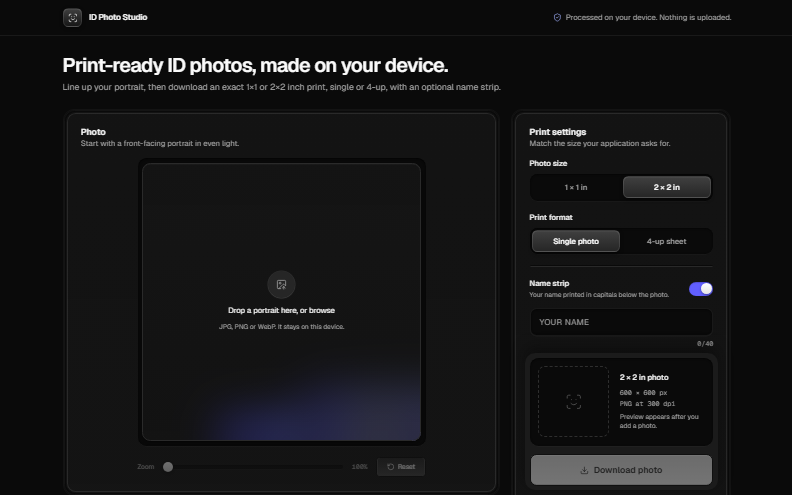 ID Photo Studio
Processed on your device. Nothing is uploaded.
Print-ready ID photos, made on your device.
Line up your portrait, then download an exact 1×1 or 2×2 inch print, single or 4-up, with an optional name strip.
Photo
Start with a front-facing portrait in even light.
Drop a portrait here, or browse
JPG, PNG or WebP. It stays on this device.
Zoom
100%
Reset
Print settings
Match the size your application asks for.
Photo size
1 × 1 in
2 × 2 in
Print format
Single photo
4-up sheet
Name strip
Your name printed in capitals below the photo.
YOUR NAME
0/40
2 × 2 in photo
600 × 600 px
PNG at 300 dpi
Preview appears after you
add a photo.
Download photo